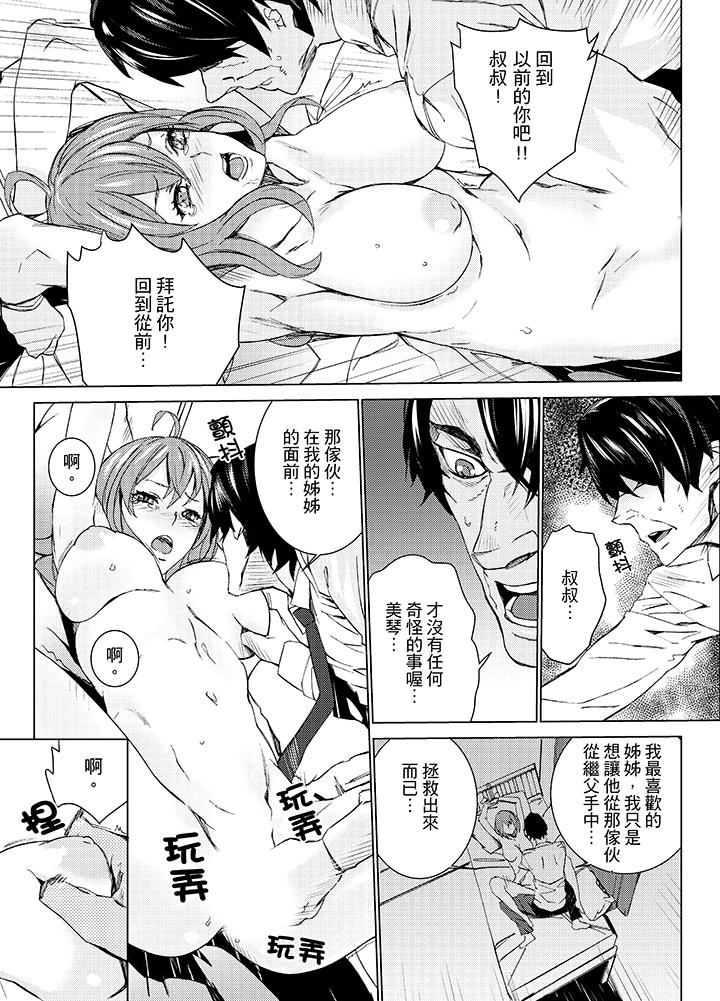 回到
以前的你吧!!
叔叔！
拜託你！
回到從前…
叔叔…
顫抖
才沒有任何
奇怪的事喔…
美琴…
那傢伙…
在我的姊姊
的面前…
顫抖
啊。
啊。
我最喜歡的
姊姊，我只是
想讓他從那傢伙
從繼父手中…
拯救出來
而已…
玩弄
玩弄
玩弄
啊。
捏